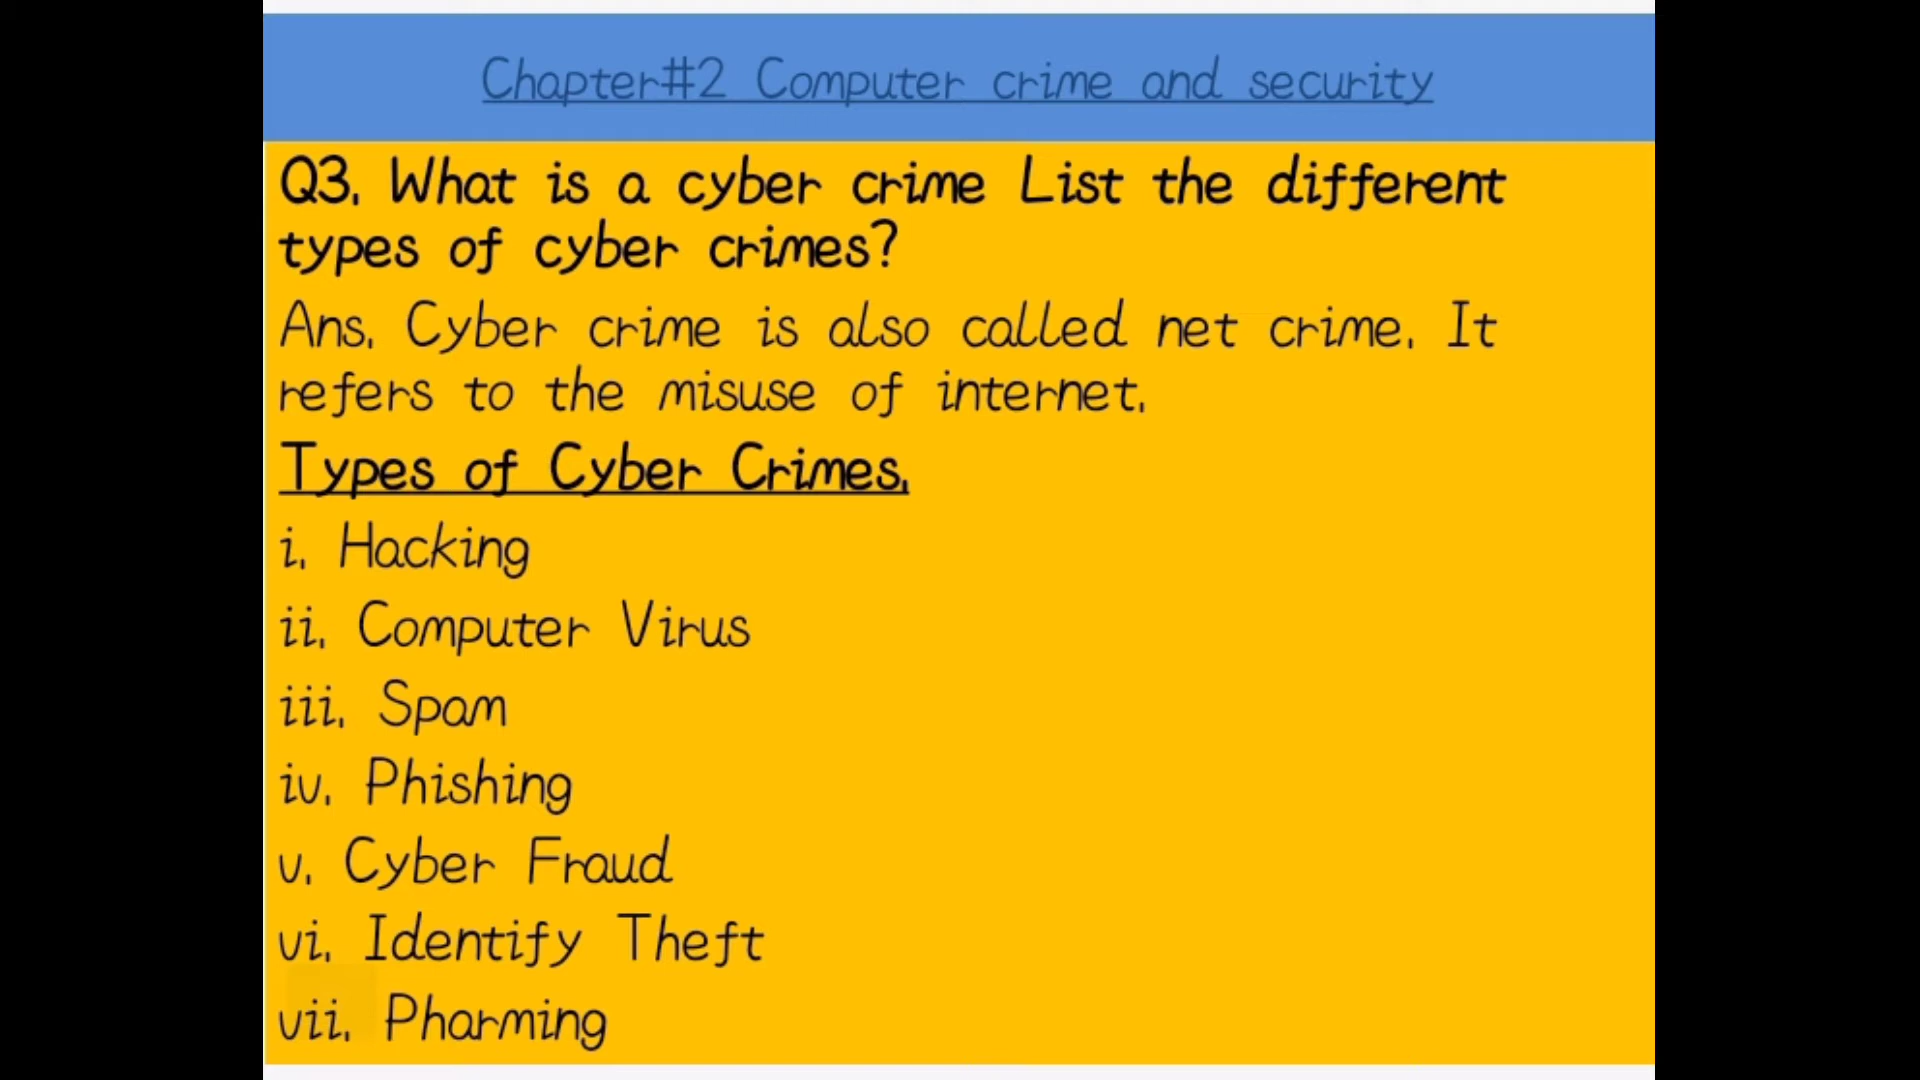 Chapter#2 Computer crime and security
Q3. What is a cyber crime List the different
types of cyber crimes?
Ans. Cyber crime is also called net crime. It
refers to the misuse of internet.
Types of Cyber Crimes.
i. Hacking
ii. Computer Virus
iii. Spam
iv. Phishing
v. Cyber Fraud
vi. Identify Theft
vii. Pharming